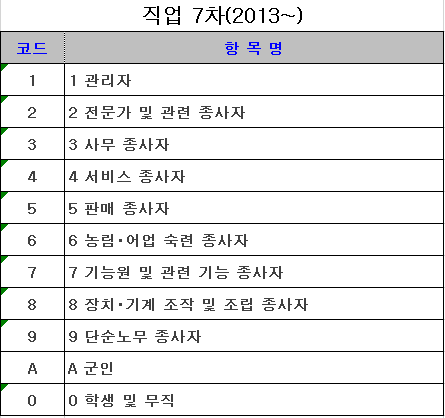 직업 7차(2013~)
코드 항 목 명
1 1 관리자
2 2 전문가 및 관련 종사자
3 3 사무 종사자
4 4 서비스 종사자
5 5 판매 종사자
6 6 농림·어업 숙련 종사자
7 7 기능원 및 관련 기능 종사자
8 8 장치·기계 조작 및 조립 종사자
9 9 단순노무 종사자
A A 군인
0 0 학생 및 무직